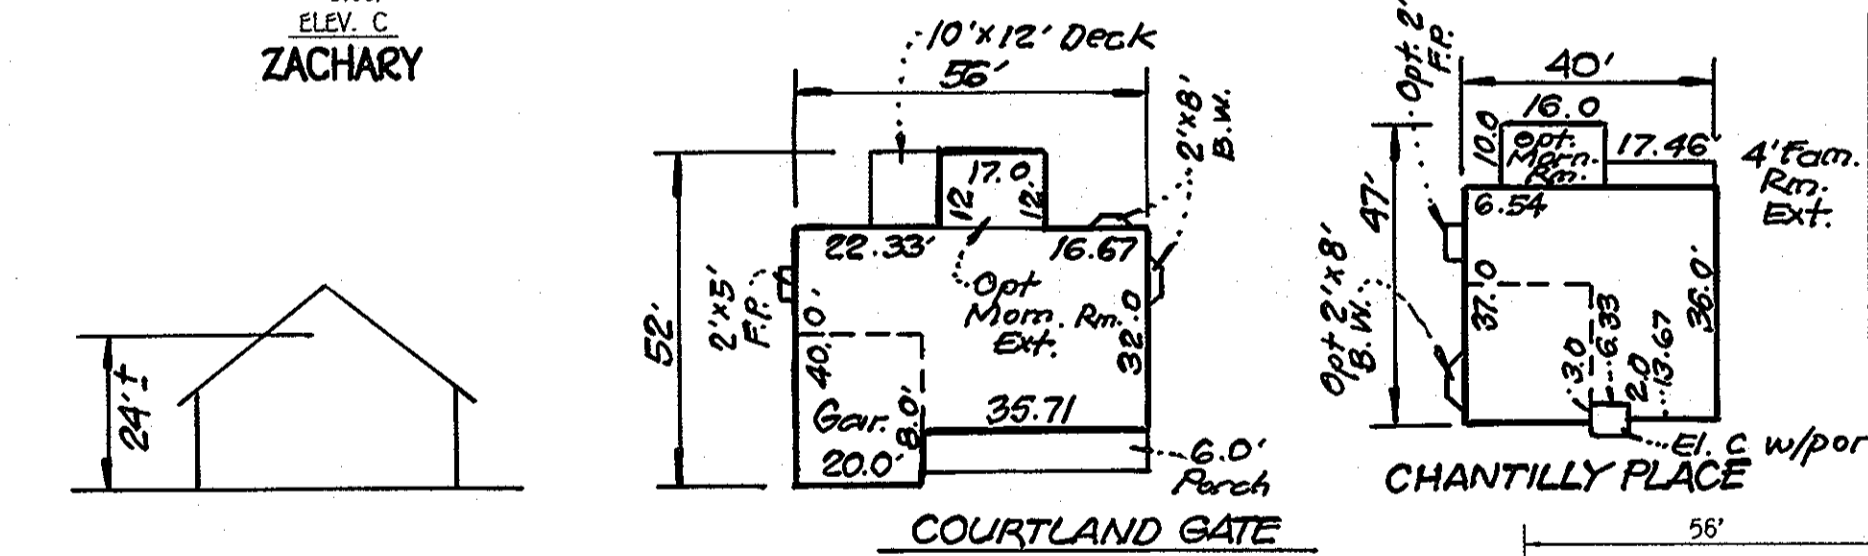 ELEV. C
ZACHARY
24'±
10'x12' Deck
56'
2'x8'
B.W.
52'
17.0
12
12'
22.33'
16.67
2'x5'
F.P.
Opt
Morn. Rm.
Ext.
40.0'
32.0
Gar.
8.0'
35.71
20.0'
6.0'
Porch
COURTLAND GATE
Opt. 2'
F.P.
40'
16.0
10.0
Opt.
Morn.
Rm.
17.46'
4' Fam.
Rm.
Ext.
47'
6.54
Opt 2'x8'
B.W.
37.0
36.0'
3.0
6.33
2.0
13.67
El. C w/por
CHANTILLY PLACE
56'